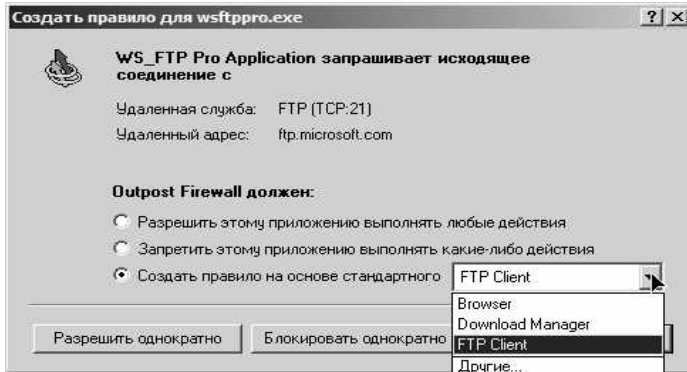 Создать правило для wsftppro.exe
WS_FTP Pro Application запрашивает исходящее
соединение с
Удаленная служба: FTP (TCP:21)
Удаленный адрес: ftp.microsoft.com
Outpost Firewall должен:
Разрешить этому приложению выполнять любые действия
Запретить этому приложению выполнять какие-либо действия
Создать правило на основе стандартного FTP Client
Browser
Download Manager
FTP Client
Другие...
Разрешить однократно Блокировать однократно